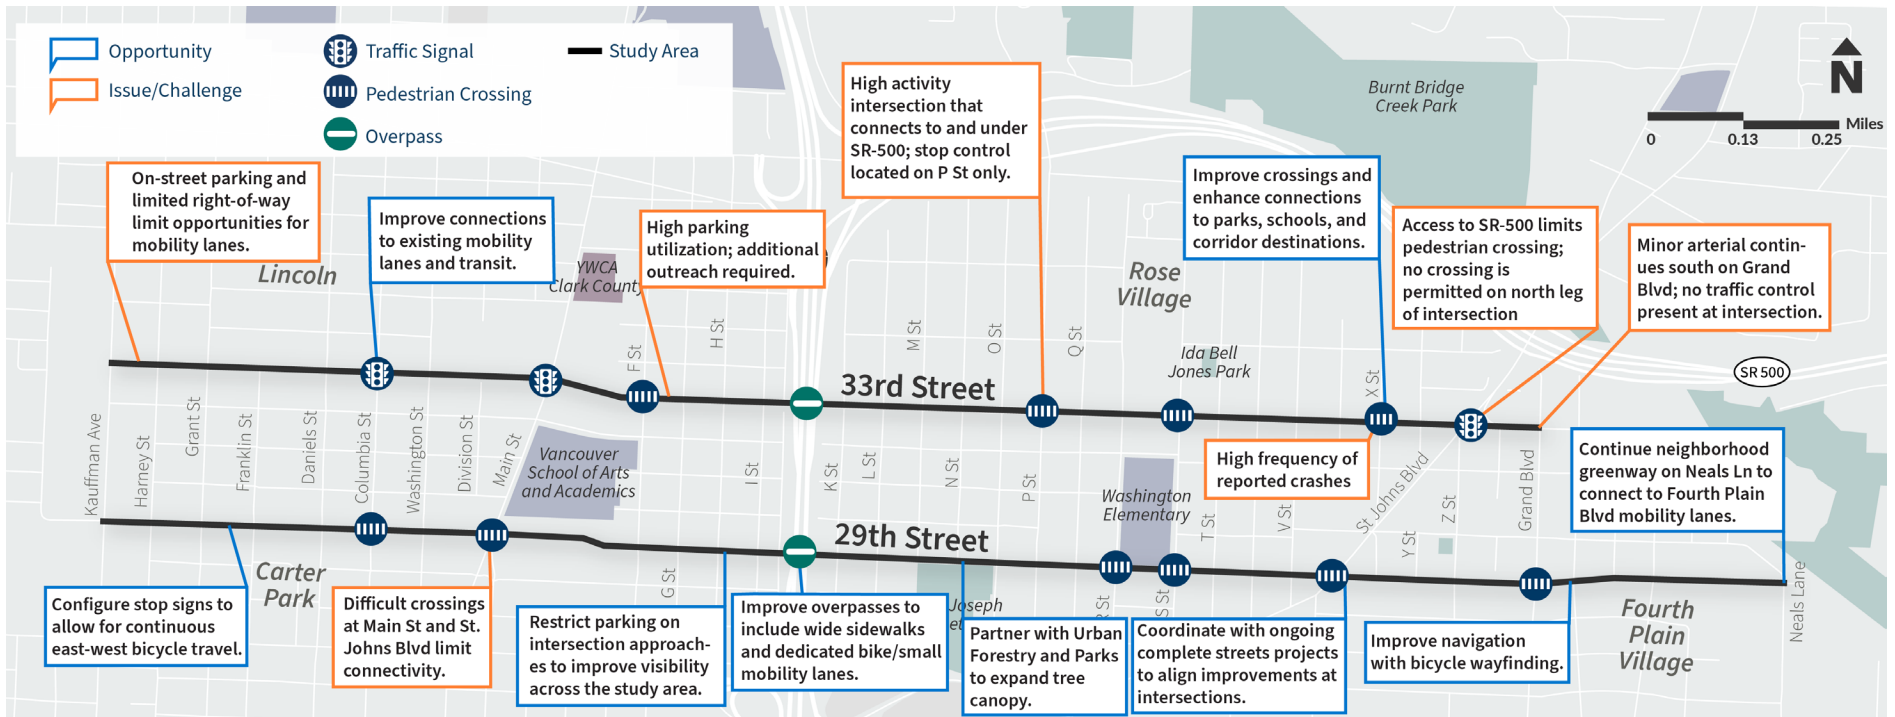 Opportunity
Issue/Challenge
Traffic Signal
Pedestrian Crossing
Overpass
Study Area
N
Miles
0
0.13
0.25
Burnt Bridge
Creek Park
High activity
intersection that
connects to and under
SR-500; stop control
located on P St only.
On-street parking and
limited right-of-way
limit opportunities for
mobility lanes.
Improve connections
to existing mobility
lanes and transit.
High parking
utilization; additional
outreach required.
Improve crossings and
enhance connections
to parks, schools, and
corridor destinations.
Access to SR-500 limits
pedestrian crossing;
no crossing is
permitted on north leg
of intersection
Minor arterial contin-
ues south on Grand
Blvd; no traffic control
present at intersection.
Lincoln
YWCA
Clark County
Rose
Village
Ida Bell
Jones Park
SR 500
F St
H St
M St
O St
Q St
X St
33rd Street
Kauffman Ave
Harney St
Grant St
Franklin St
Daniels St
Columbia St
Washington St
Division St
Main St
Vancouver
School of Arts
and Academics
I St
K St
L St
N St
P St
Washington
Elementary
T St
V St
St Johns Blvd
Y St
Z St
Grand Blvd
High frequency of
reported crashes
Continue neighborhood
greenway on Neals Ln to
connect to Fourth Plain
Blvd mobility lanes.
29th Street
Carter
Park
G St
Joseph
R St
S St
Neals Lane
Fourth
Plain
Village
Configure stop signs to
allow for continuous
east-west bicycle travel.
Difficult crossings
at Main St and St.
Johns Blvd limit
connectivity.
Restrict parking on
intersection approach-
es to improve visibility
across the study area.
Improve overpasses to
include wide sidewalks
and dedicated bike/small
mobility lanes.
Partner with Urban
Forestry and Parks
to expand tree
canopy.
Coordinate with ongoing
complete streets projects
to align improvements at
intersections.
Improve navigation
with bicycle wayfinding.